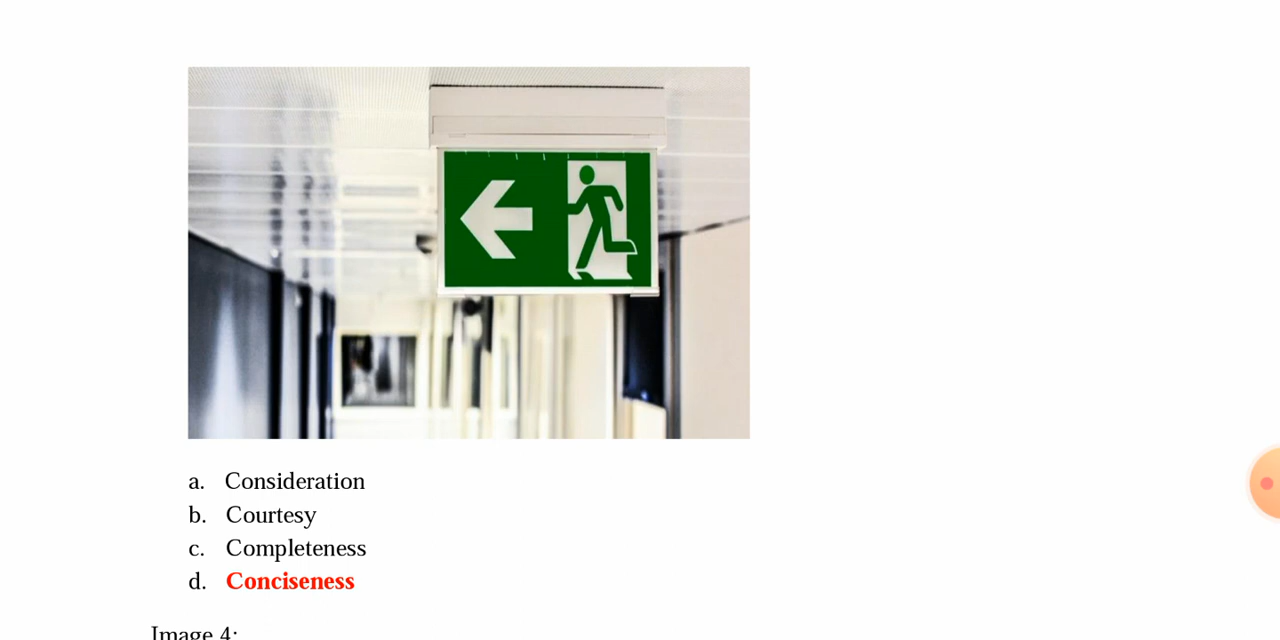 a. Consideration
b. Courtesy
c. Completeness
d. Conciseness
Image 4: